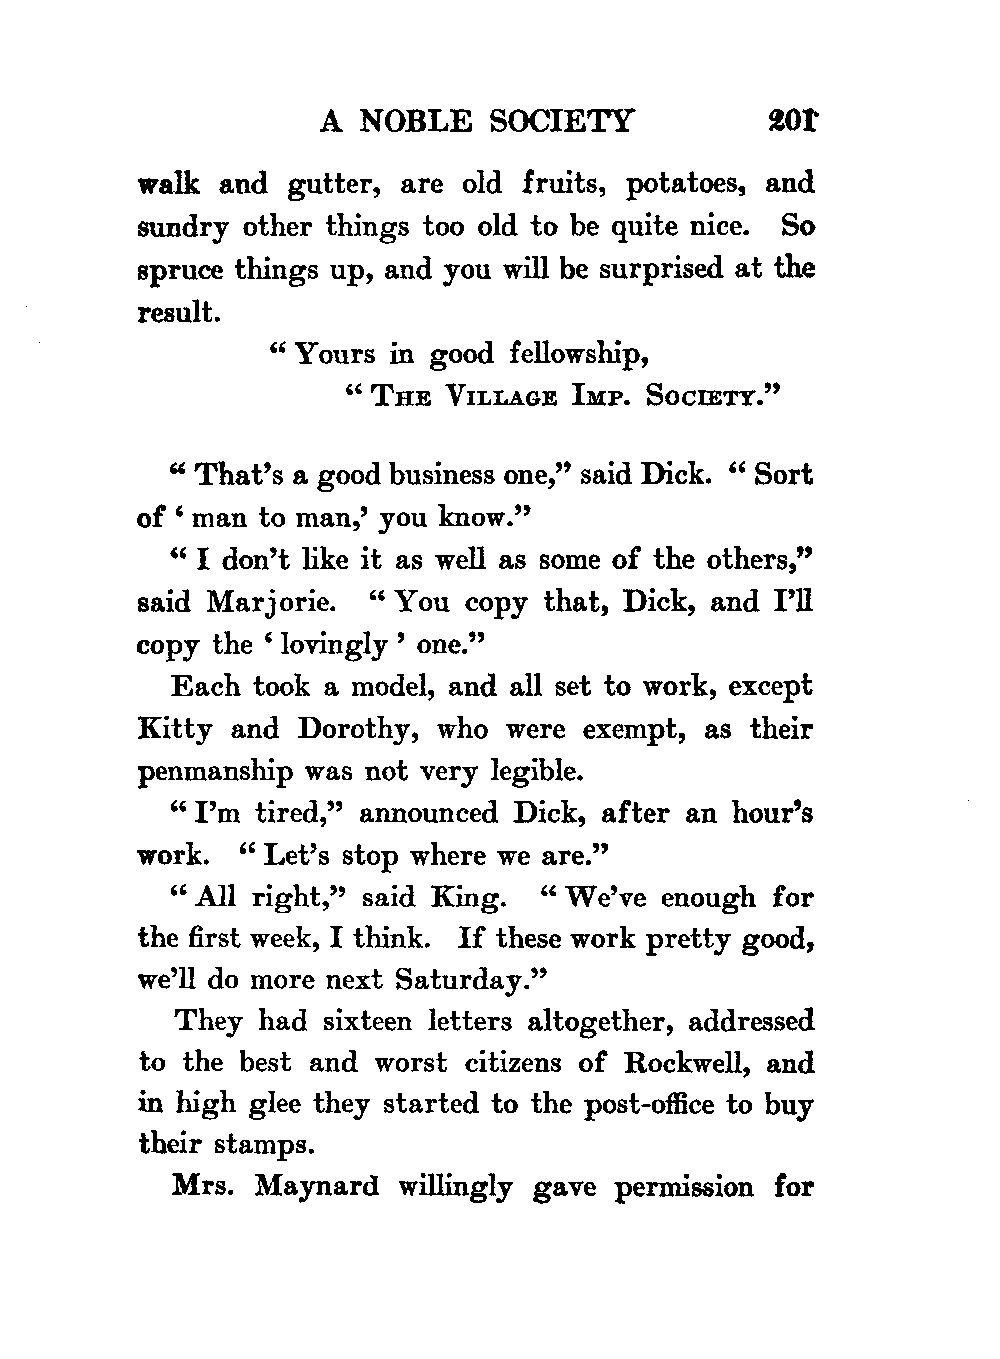 A NOBLE SOCIETY 201
walk and gutter, are old fruits, potatoes, and
sundry other things too old to be quite nice. So
spruce things up, and you will be surprised at the
result.
“ Yours in good fellowship,
“ THE VILLAGE IMP. SOCIETY.”
“ That’s a good business one,” said Dick. “ Sort
of ‘ man to man,’ you know.”
“ I don’t like it as well as some of the others,”
said Marjorie. “ You copy that, Dick, and I’ll
copy the ‘ lovingly ’ one.”
Each took a model, and all set to work, except
Kitty and Dorothy, who were exempt, as their
penmanship was not very legible.
“ I’m tired,” announced Dick, after an hour’s
work. “ Let’s stop where we are.”
“ All right,” said King. “ We’ve enough for
the first week, I think. If these work pretty good,
we’ll do more next Saturday.”
They had sixteen letters altogether, addressed
to the best and worst citizens of Rockwell, and
in high glee they started to the post-office to buy
their stamps.
Mrs. Maynard willingly gave permission for